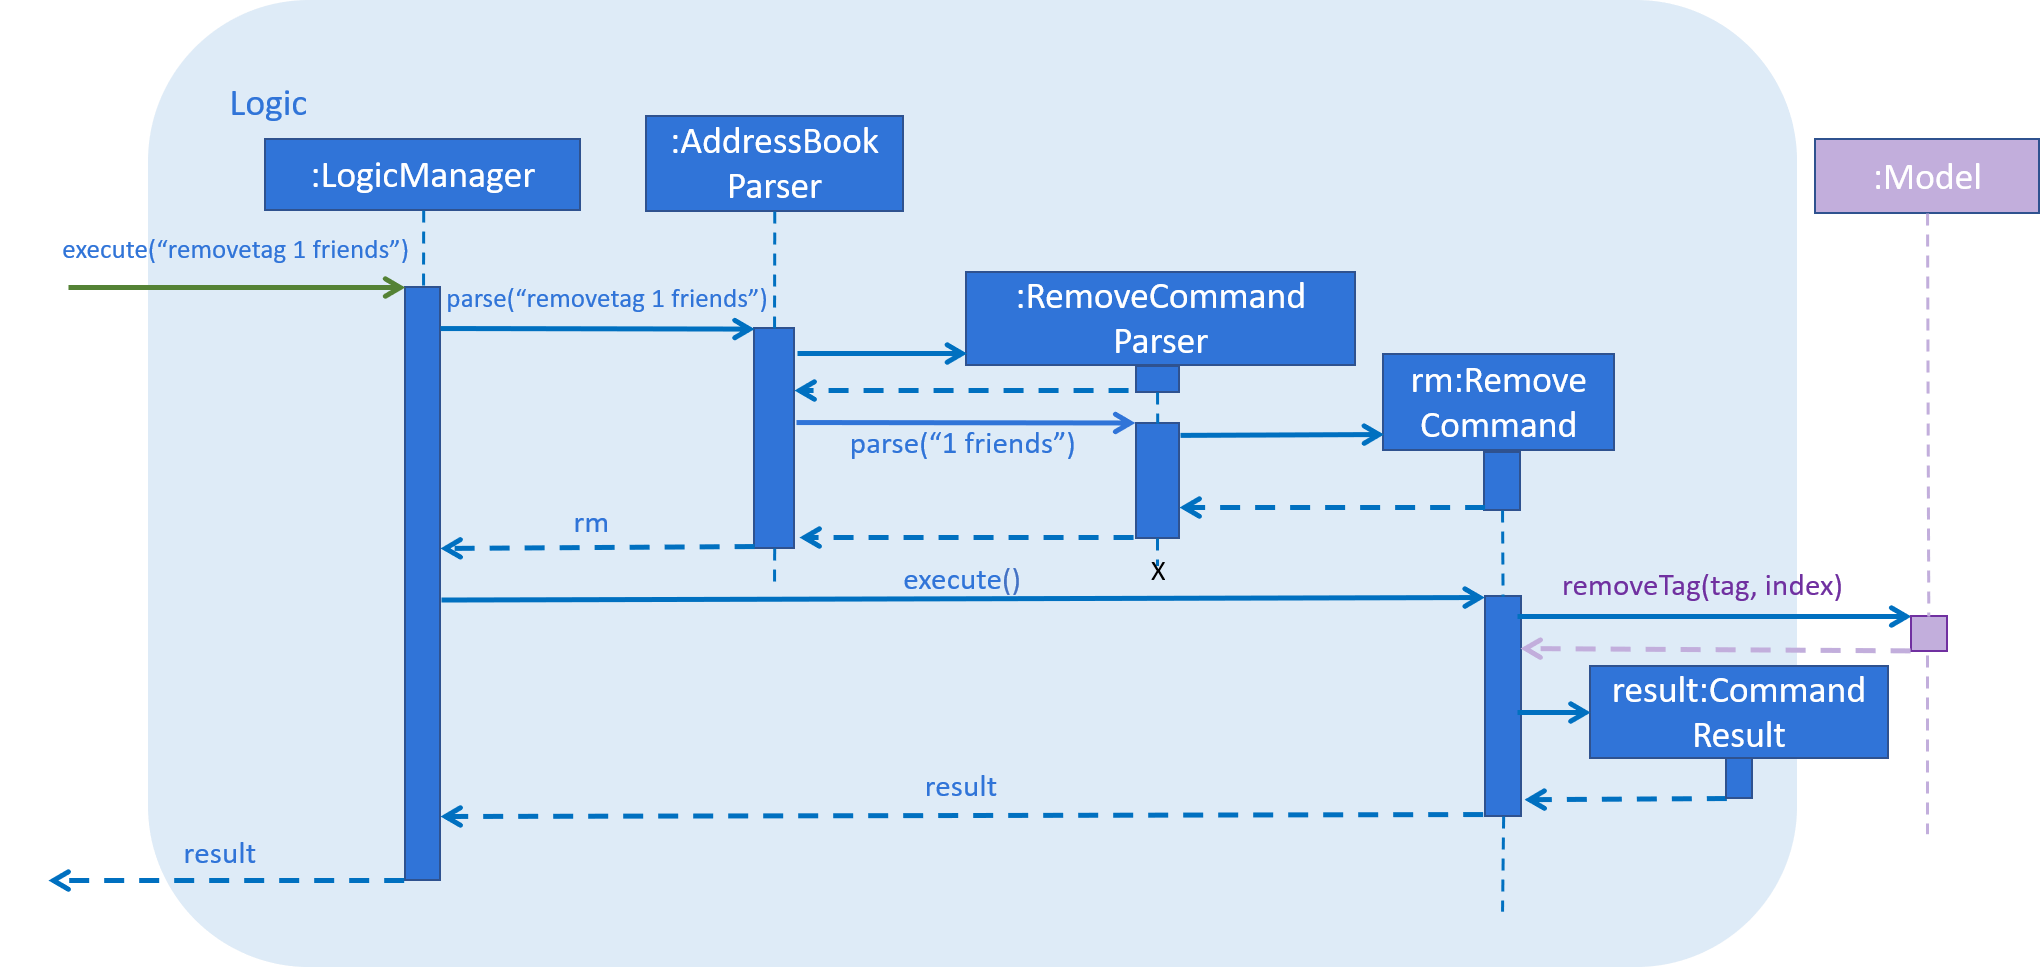 Logic
:LogicManager
:AddressBook
Parser
:Model
execute(“removetag 1 friends”)
parse(“removetag 1 friends”)
:RemoveCommand
Parser
rm:Remove
Command
parse(“1 friends”)
rm
X
execute()
removeTag(tag, index)
result:Command
Result
result
result